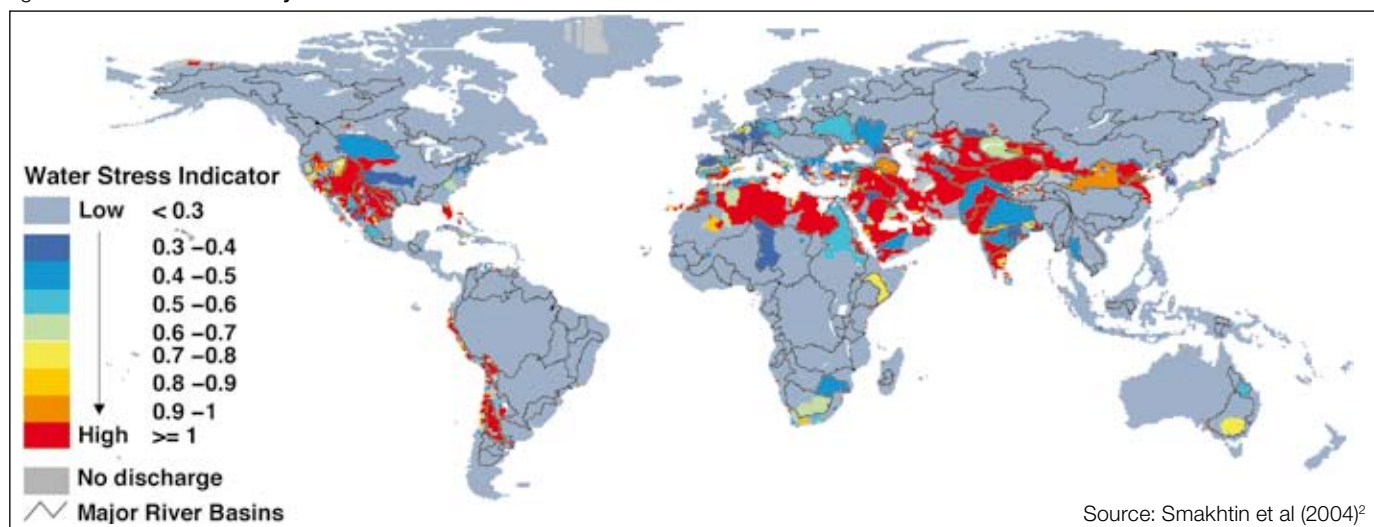 Water Stress Indicator
Low < 0.3
0.3 –0.4
0.4 –0.5
0.5 –0.6
0.6 –0.7
0.7 –0.8
0.8 –0.9
0.9 –1
High >= 1
No discharge
Major River Basins
Source: Smakhtin et al (2004)²